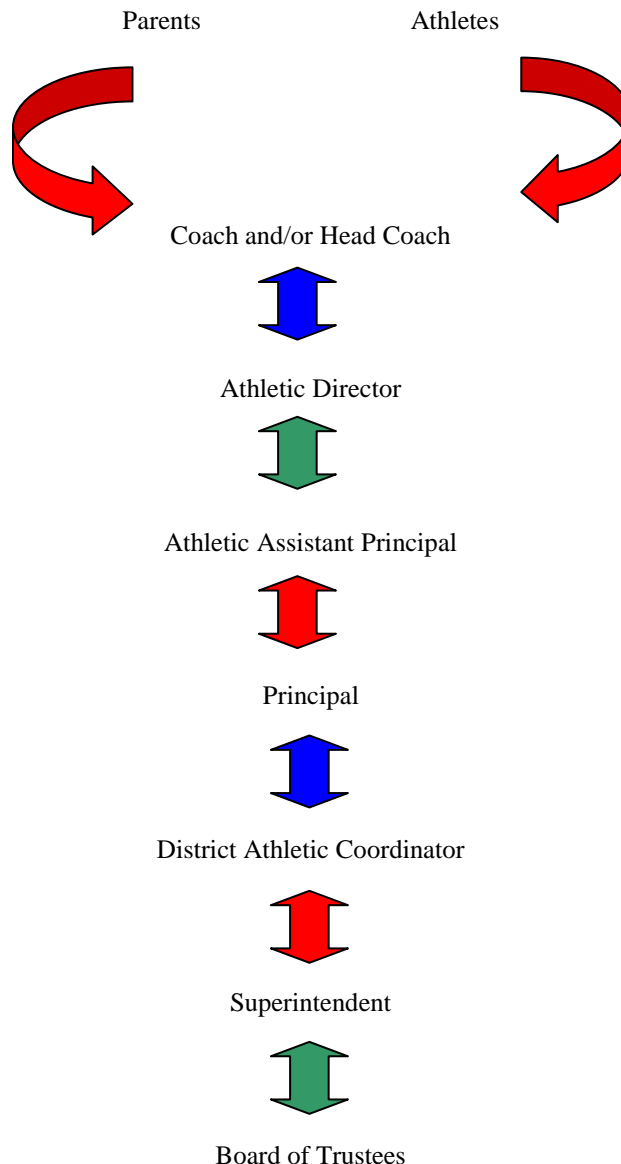 Parents
Athletes
Coach and/or Head Coach
Athletic Director
Athletic Assistant Principal
Principal
District Athletic Coordinator
Superintendent
Board of Trustees